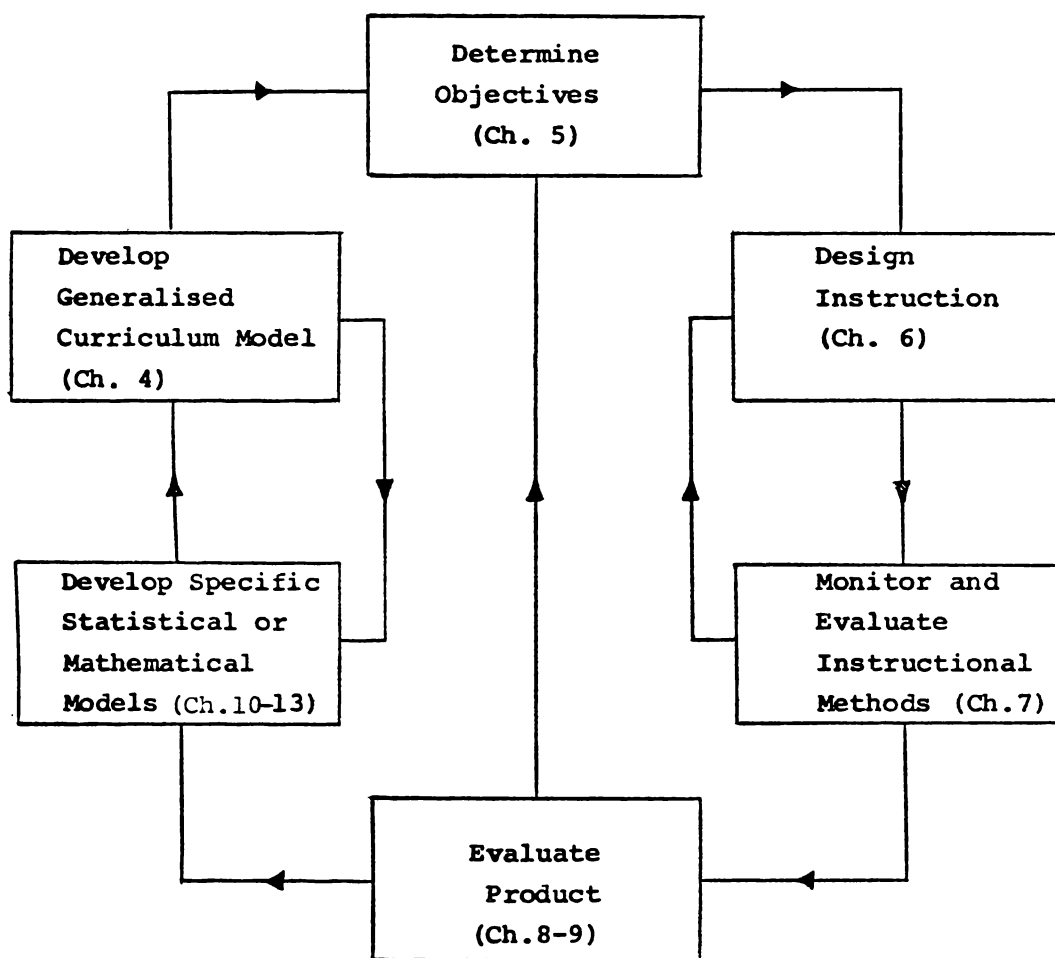 Determine
Objectives
(Ch. 5)
Develop
Generalised
Curriculum Model
(Ch. 4)
Design
Instruction
(Ch. 6)
Develop Specific
Statistical or
Mathematical
Models (Ch.10-13)
Monitor and
Evaluate
Instructional
Methods (Ch.7)
Evaluate
Product
(Ch.8-9)